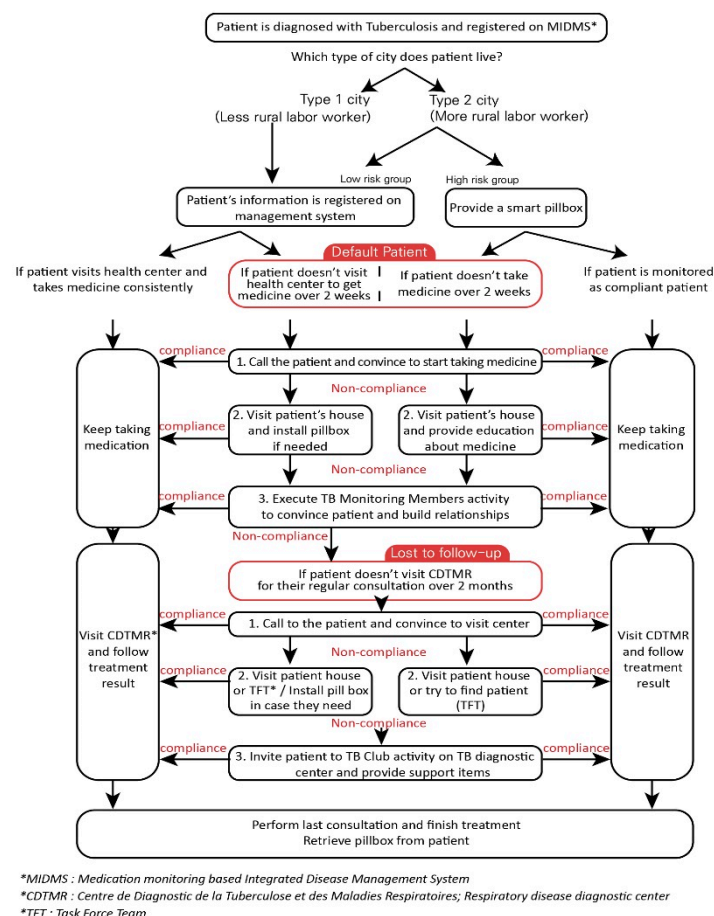 Patient is diagnosed with Tuberculosis and registered on MIDMS*
Which type of city does patient live?
Type 1 city
(Less rural labor worker)
Type 2 city
(More rural labor worker)
Low risk group
High risk group
Patient's information is registered on
management system
Provide a smart pillbox
Default Patient
If patient visits health center and
takes medicine consistently
If patient doesn't visit
health center to get
medicine over 2 weeks
If patient doesn't take
medicine over 2 weeks
If patient is monitored
as compliant patient
compliance
1. Call the patient and convince to start taking medicine
compliance
Non-compliance
Keep taking
medication
compliance
2. Visit patient's house
and install pillbox
if needed
2. Visit patient's house
and provide education
about medicine
compliance
Keep taking
medication
Non-compliance
compliance
3. Execute TB Monitoring Members activity
to convince patient and build relationships
compliance
Non-compliance
Lost to follow-up
If patient doesn't visit CDTMR
for their regular consultation over 2 months
compliance
1. Call to the patient and convince to visit center
compliance
Non-compliance
Visit CDTMR*
and follow
treatment
result
compliance
2. Visit patient house
or TFT* / Install pill box
in case they need
2. Visit patient house
or try to find patient
(TFT)
compliance
Visit CDTMR
and follow
treatment
result
Non-compliance
compliance
3. Invite patient to TB Club activity on TB diagnostic
center and provide support items
compliance
Perform last consultation and finish treatment
Retrieve pillbox from patient
*MIDMS : Medication monitoring based Integrated Disease Management System
*CDTMR : Centre de Diagnostic de la Tuberculose et des Maladies Respiratoires; Respiratory disease diagnostic center
*TFT : Task Force Team